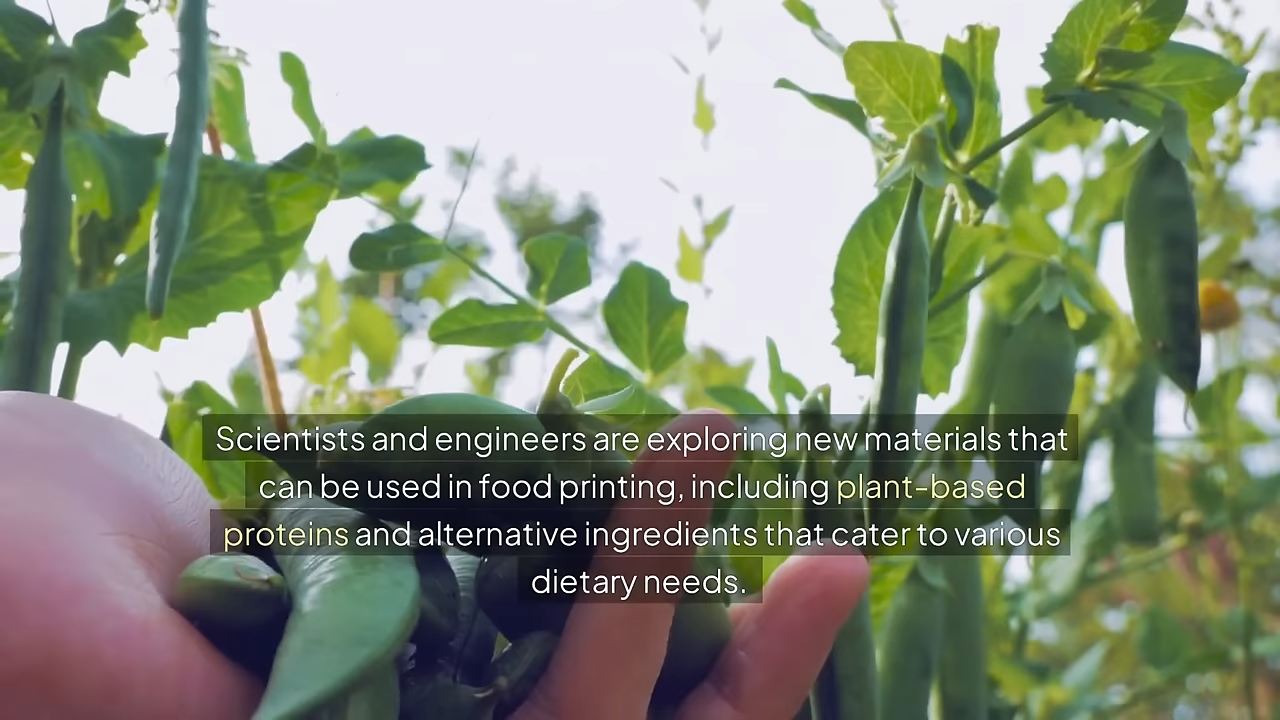 Scientists and engineers are exploring new materials that
can be used in food printing, including plant-based
proteins and alternative ingredients that cater to various
dietary needs.